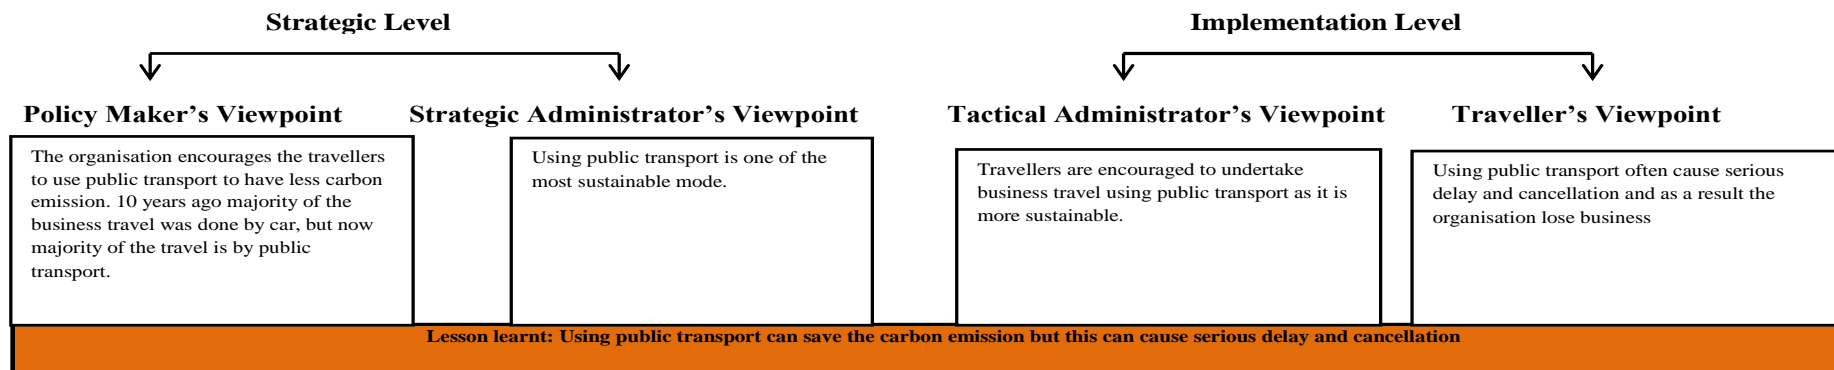 Strategic Level
Implementation Level
Policy Maker’s Viewpoint
Strategic Administrator’s Viewpoint
Tactical Administrator’s Viewpoint
Traveller’s Viewpoint
The organisation encourages the travellers
to use public transport to have less carbon
emission. 10 years ago majority of the
business travel was done by car, but now
majority of the travel is by public
transport.
Using public transport is one of the
most sustainable mode.
Travellers are encouraged to undertake
business travel using public transport as it is
more sustainable.
Using public transport often cause serious
delay and cancellation and as a result the
organisation lose business
Lesson learnt: Using public transport can save the carbon emission but this can cause serious delay and cancellation